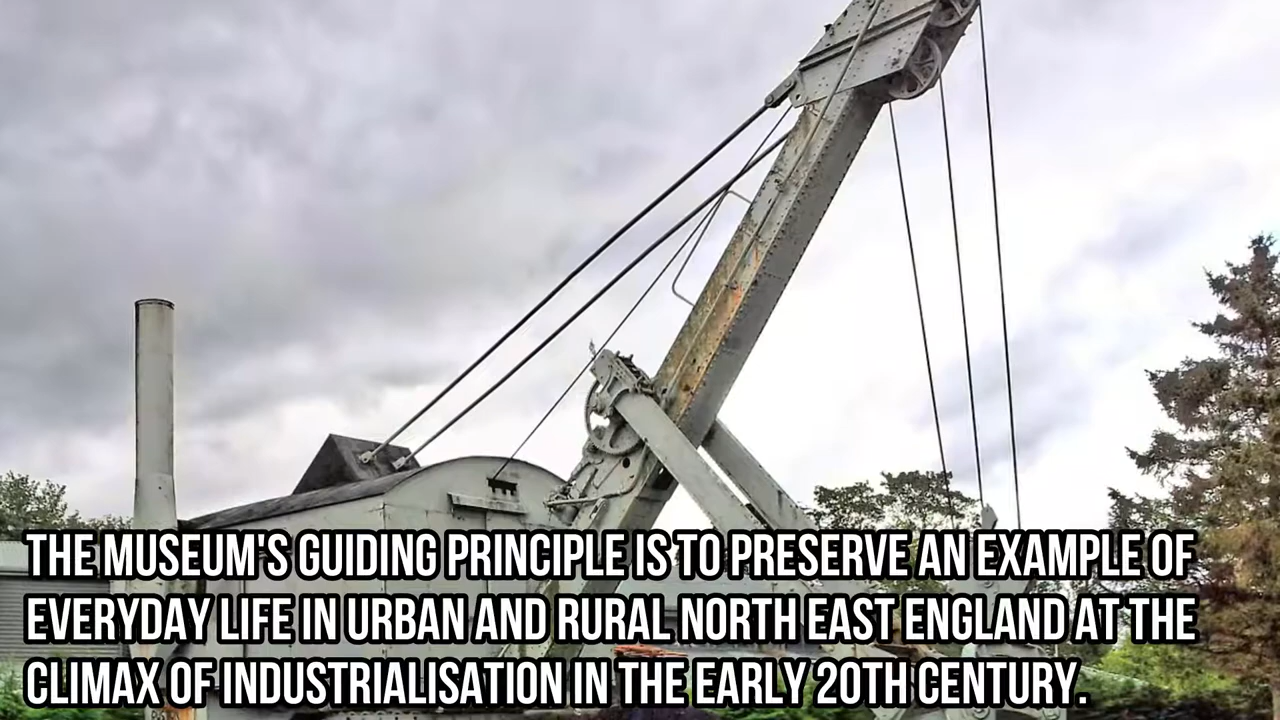 THE MUSEUM'S GUIDING PRINCIPLE IS TO PRESERVE AN EXAMPLE OF
EVERYDAY LIFE IN URBAN AND RURAL NORTH EAST ENGLAND AT THE
CLIMAX OF INDUSTRIALISATION IN THE EARLY 20TH CENTURY.